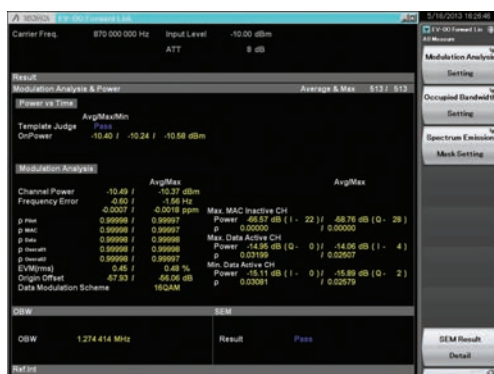 5/16/2013 16:26:46
EV-DO Forward Link
Carrier Freq. 870 000 000 Hz Input Level -10.00 dBm
ATT 8 dB
Result
Modulation Analysis & Power Average & Max 513 / 513
Power vs Time
Avg/Max/Min
Template Judge Pass
OnPower -10.40 / -10.24 / -10.58 dBm
Modulation Analysis
Avg/Max Avg/Max
Channel Power -10.49 / -10.37 dBm
Frequency Error -0.60 / -1.56 Hz
-0.0007 / -0.0018 ppm Max. MAC Inactive CH
ρ Pilot 0.99998 / 0.99997 Power -66.57 dB ( I - 22 ) / -58.76 dB ( Q - 28 )
ρ MAC 0.99998 / 0.99997 ρ 0.00000 / 0.00000
Max. Data Active CH
ρ Data 0.99998 / 0.99998 Power -14.95 dB ( Q - 0 ) / -14.06 dB ( I - 4 )
ρ Overall1 0.99998 / 0.99998 ρ 0.03199 / 0.02507
ρ Overall2 0.99998 / 0.99997 Min. Data Active CH
EVM(rms) 0.45 / 0.48 % Power -15.11 dB ( I - 0 ) / -15.89 dB ( Q - 2 )
Origin Offset -57.93 / -56.06 dB ρ 0.03081 / 0.02579
Data Modulation Scheme 16QAM
OBW SEM
OBW 1.274 414 MHz Result Pass
Ref.Int
EV-DO Forward Link
All Measure
Modulation Analysis
Setting
Occupied Bandwidth
Setting
Spectrum Emission
Mask Setting
SEM Result
Detail